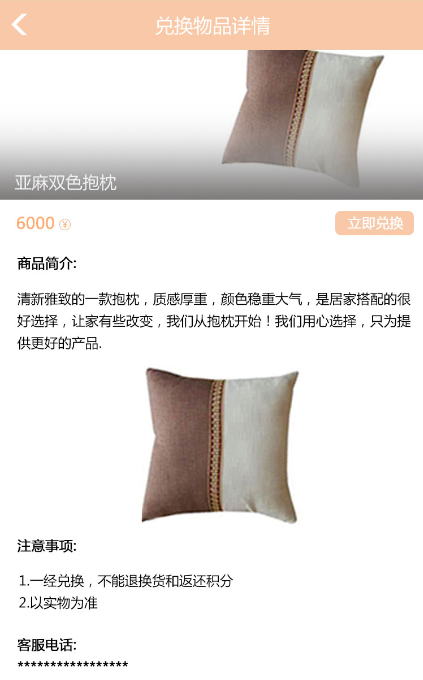 兑换物品详情
亚麻双色抱枕
6000 ¥ 立即兑换
商品简介:
清新雅致的一款抱枕，质感厚重，颜色稳重大气，是居家搭配的很
好选择，让家有些改变，我们从抱枕开始！我们用心选择，只为提
供更好的产品.
注意事项:
1.一经兑换，不能退换货和返还积分
2.以实物为准
客服电话:
*****************